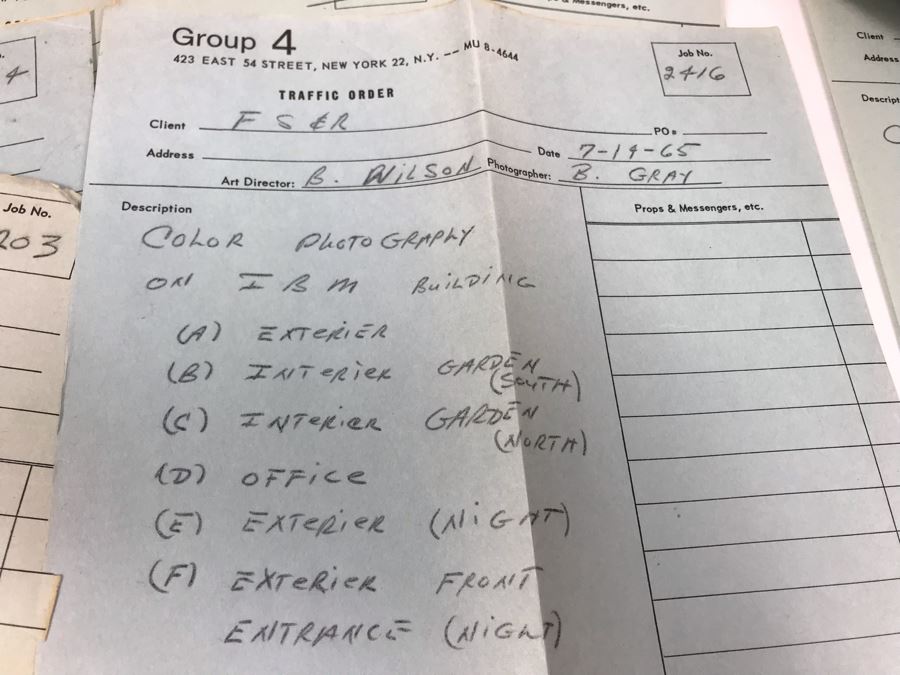 & Messengers, etc.
Group 4
423 EAST 54 STREET, NEW YORK 22, N.Y. -- MU 8-4644
Job No.
2416
TRAFFIC ORDER
Client F S & R
PO#
Address
Date 7-19-65
Art Director: B. WILSON
Photographer: B. GRAY
Description
Props & Messengers, etc.
COLOR PHOTOGRAPHY
ON IBM BUILDING
(A) EXTERIER
(B) INTERIER GARDEN
(SOUTH)
(C) INTERIER GARDEN
(NORTH)
(D) OFFICE
(E) EXTERIER (NIGHT)
(F) EXTERIER FRONT
ENTRANCE (NIGHT)
4
Job No.
203
Client
Address
Descript